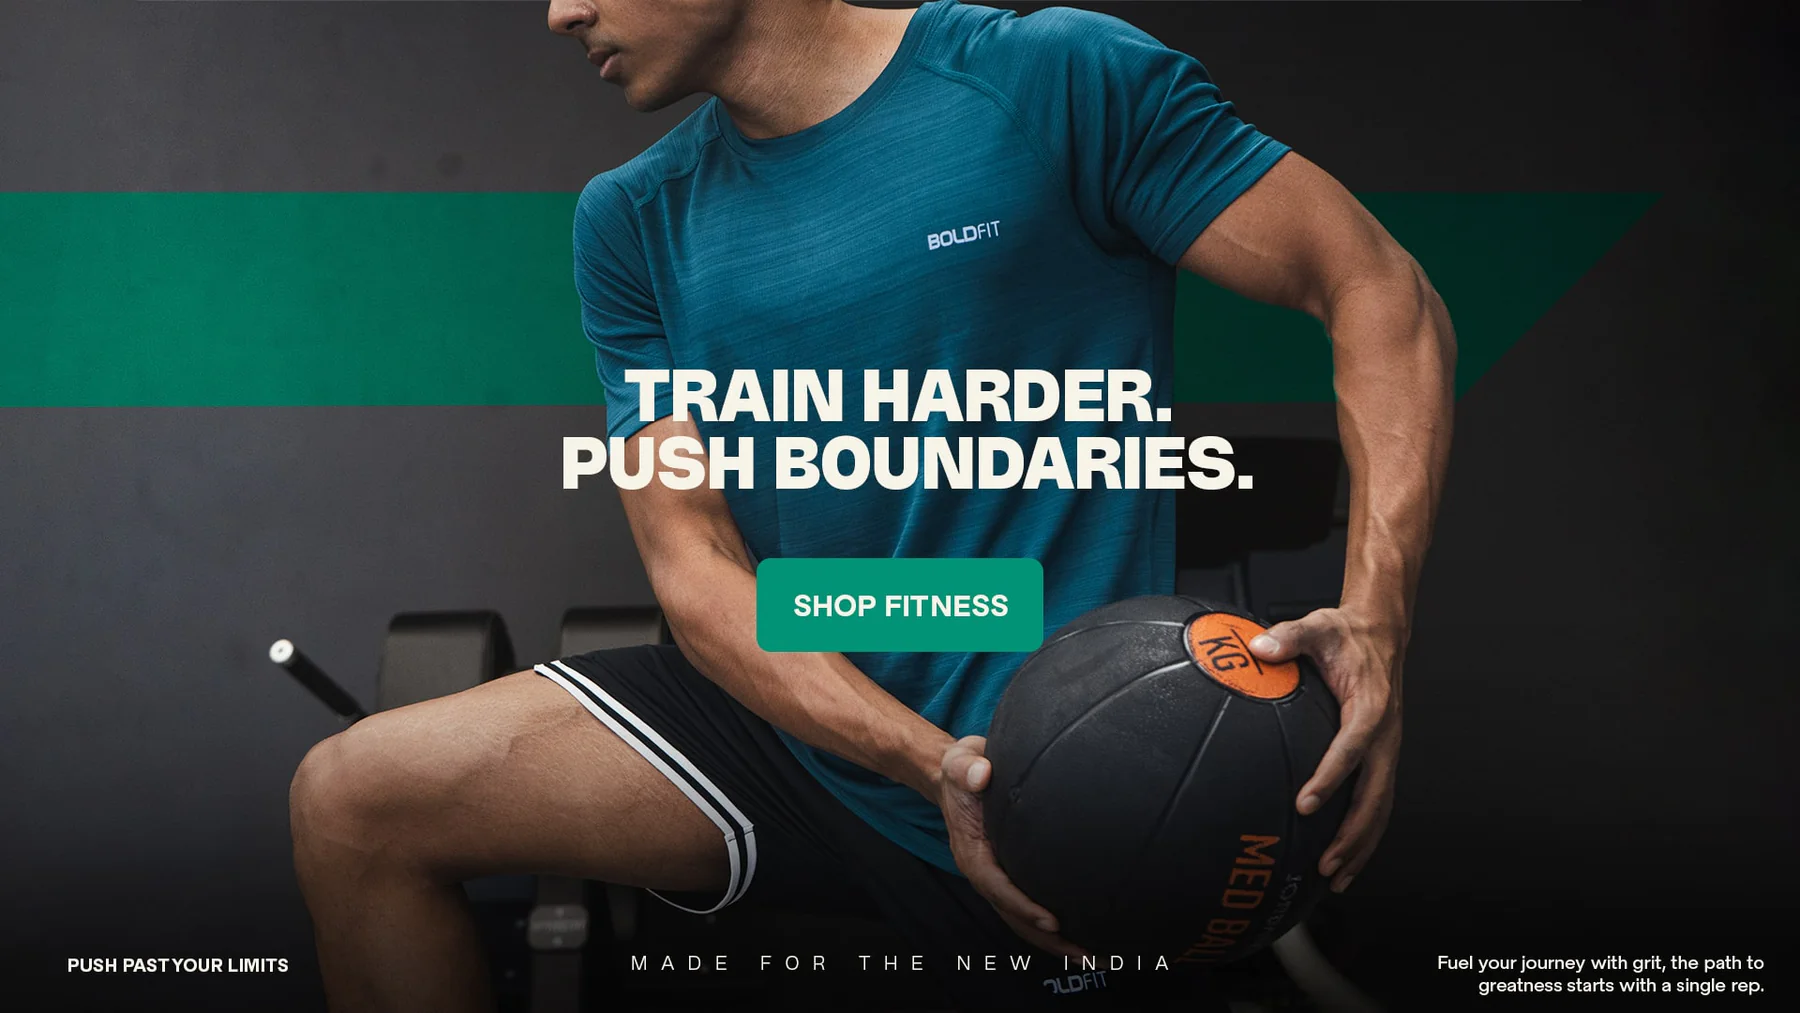 BOLDFIT
TRAIN HARDER.
PUSH BOUNDARIES.
SHOP FITNESS
KG
MED BALL
PUSH PAST YOUR LIMITS
MADE FOR THE NEW INDIA
Fuel your journey with grit, the path to
greatness starts with a single rep.